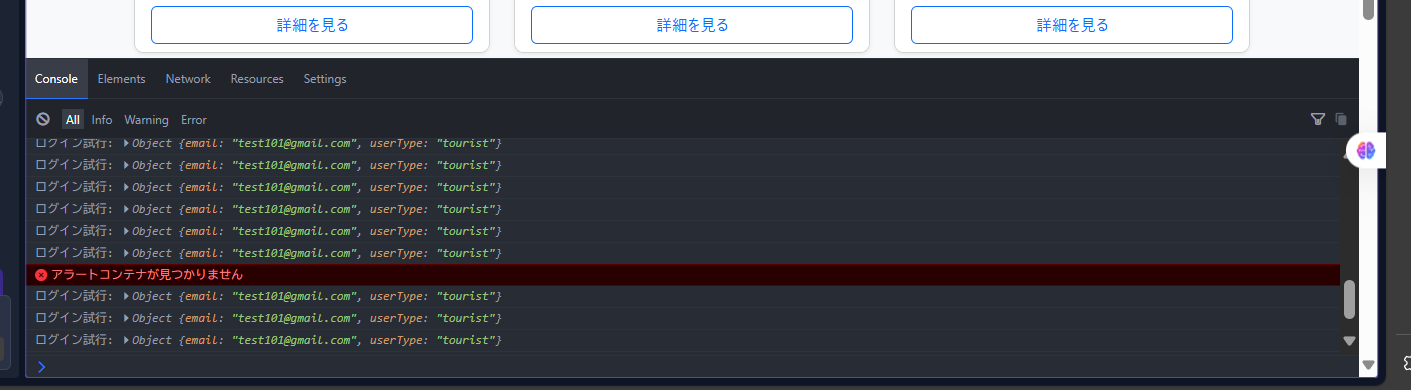 詳細を見る 詳細を見る 詳細を見る
Console Elements Network Resources Settings
All Info Warning Error
ログイン試行: ▶Object {email: "test101@gmail.com", userType: "tourist"}
ログイン試行: ▶Object {email: "test101@gmail.com", userType: "tourist"}
ログイン試行: ▶Object {email: "test101@gmail.com", userType: "tourist"}
ログイン試行: ▶Object {email: "test101@gmail.com", userType: "tourist"}
ログイン試行: ▶Object {email: "test101@gmail.com", userType: "tourist"}
ログイン試行: ▶Object {email: "test101@gmail.com", userType: "tourist"}
アラートコンテナが見つかりません
ログイン試行: ▶Object {email: "test101@gmail.com", userType: "tourist"}
ログイン試行: ▶Object {email: "test101@gmail.com", userType: "tourist"}
ログイン試行: ▶Object {email: "test101@gmail.com", userType: "tourist"}